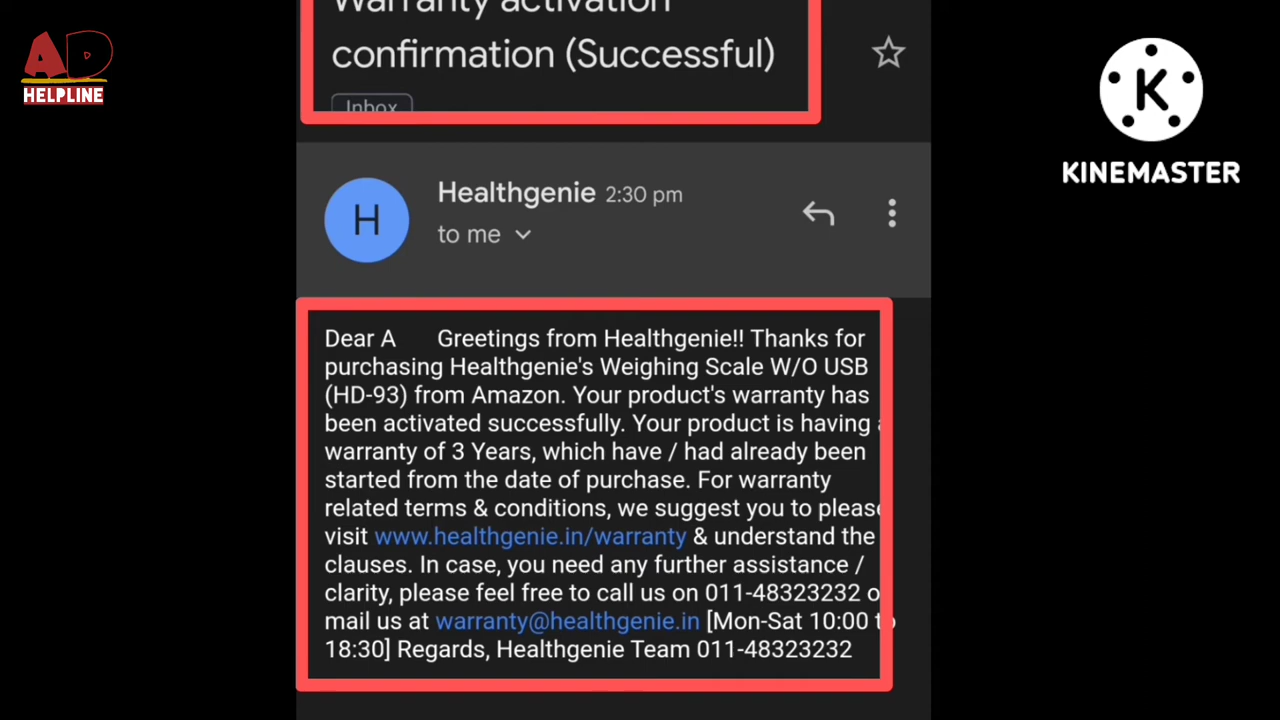 AD
HELPLINE
Warranty activation
confirmation (Successful)
Inbox
K
KINEMASTER
H
Healthgenie 2:30 pm
to me
Dear A Greetings from Healthgenie!! Thanks for
purchasing Healthgenie's Weighing Scale W/O USB
(HD-93) from Amazon. Your product's warranty has
been activated successfully. Your product is having a
warranty of 3 Years, which have / had already been
started from the date of purchase. For warranty
related terms & conditions, we suggest you to please
visit www.healthgenie.in/warranty & understand the
clauses. In case, you need any further assistance /
clarity, please feel free to call us on 011-48323232 o
mail us at warranty@healthgenie.in [Mon-Sat 10:00 to
18:30] Regards, Healthgenie Team 011-48323232